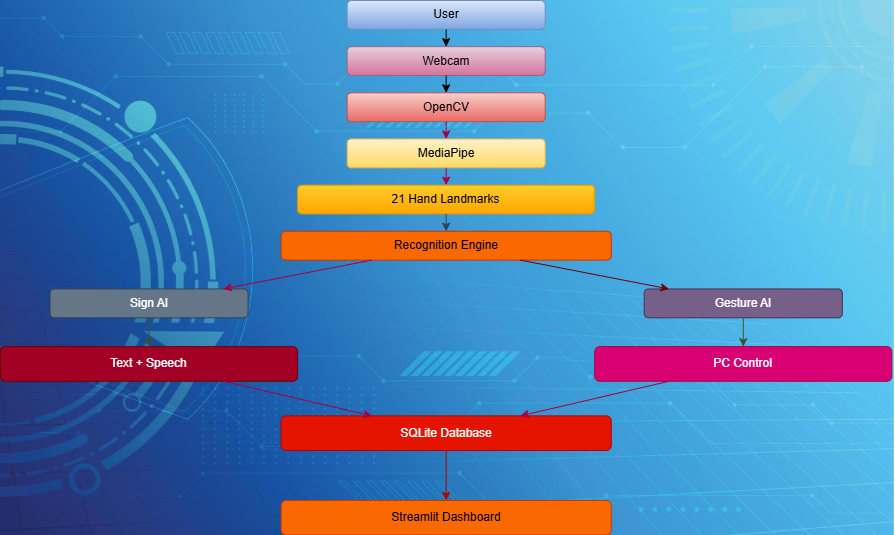 User
Webcam
OpenCV
MediaPipe
21 Hand Landmarks
Recognition Engine
Sign AI
Gesture AI
Text + Speech
PC Control
SQLite Database
Streamlit Dashboard